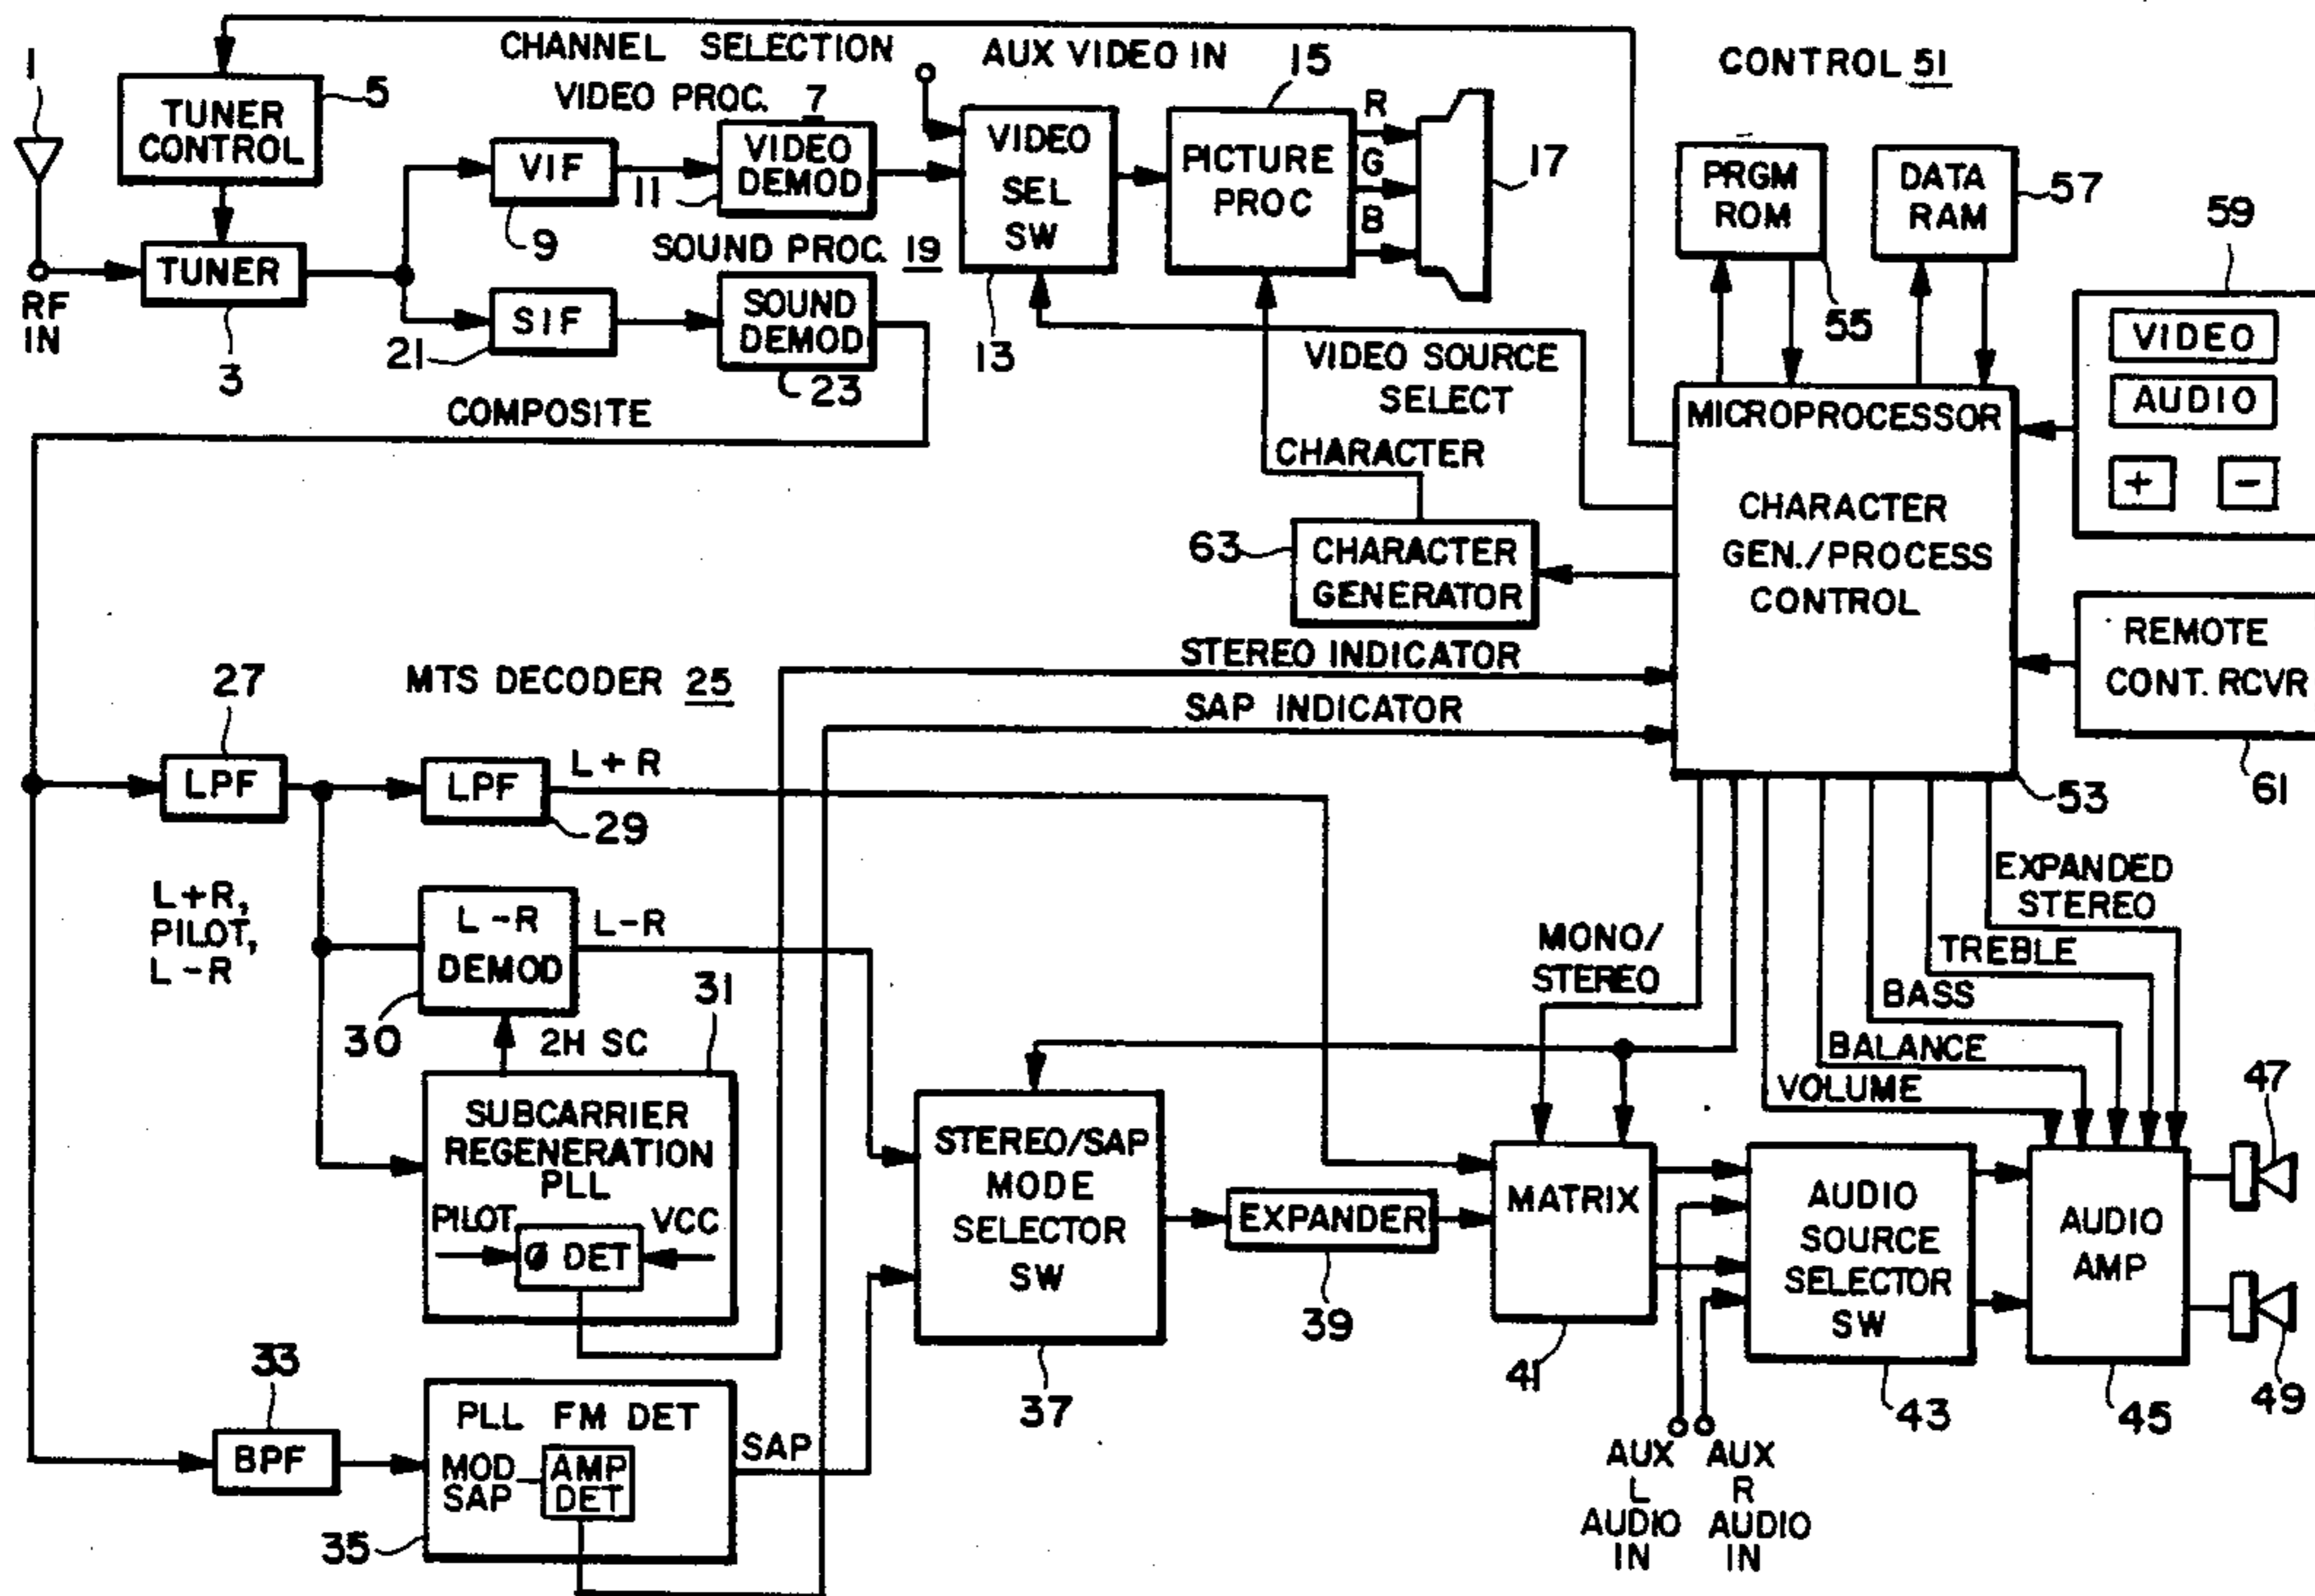 CHANNEL SELECTION
AUX VIDEO IN
CONTROL 51
1
TUNER
CONTROL
5
VIDEO PROC. 7
VIF
9
11
VIDEO
DEMOD
VIDEO
SEL
SW
13
15
PICTURE
PROC
R
G
B
17
PRGM
ROM
55
DATA
RAM
57
59
VIDEO
AUDIO
+
-
RF
IN
TUNER
3
SOUND PROC. 19
SIF
21
SOUND
DEMOD
23
COMPOSITE
VIDEO SOURCE
SELECT
CHARACTER
63
CHARACTER
GENERATOR
MICROPROCESSOR
CHARACTER
GEN./PROCESS
CONTROL
53
REMOTE
CONT. RCVR
61
STEREO INDICATOR
SAP INDICATOR
MTS DECODER 25
27
LPF
LPF
29
L+R
L+R,
PILOT,
L-R
L-R
DEMOD
30
L-R
2H SC
31
SUBCARRIER
REGENERATION
PLL
PILOT
Ø DET
VCC
33
BPF
PLL FM DET
MOD
SAP
AMP
DET
35
SAP
STEREO/SAP
MODE
SELECTOR
SW
37
EXPANDER
39
MONO/
STEREO
EXPANDED
STEREO
TREBLE
BASS
BALANCE
VOLUME
MATRIX
41
AUDIO
SOURCE
SELECTOR
SW
43
AUDIO
AMP
45
47
49
AUX
L
AUDIO
IN
AUX
R
AUDIO
IN